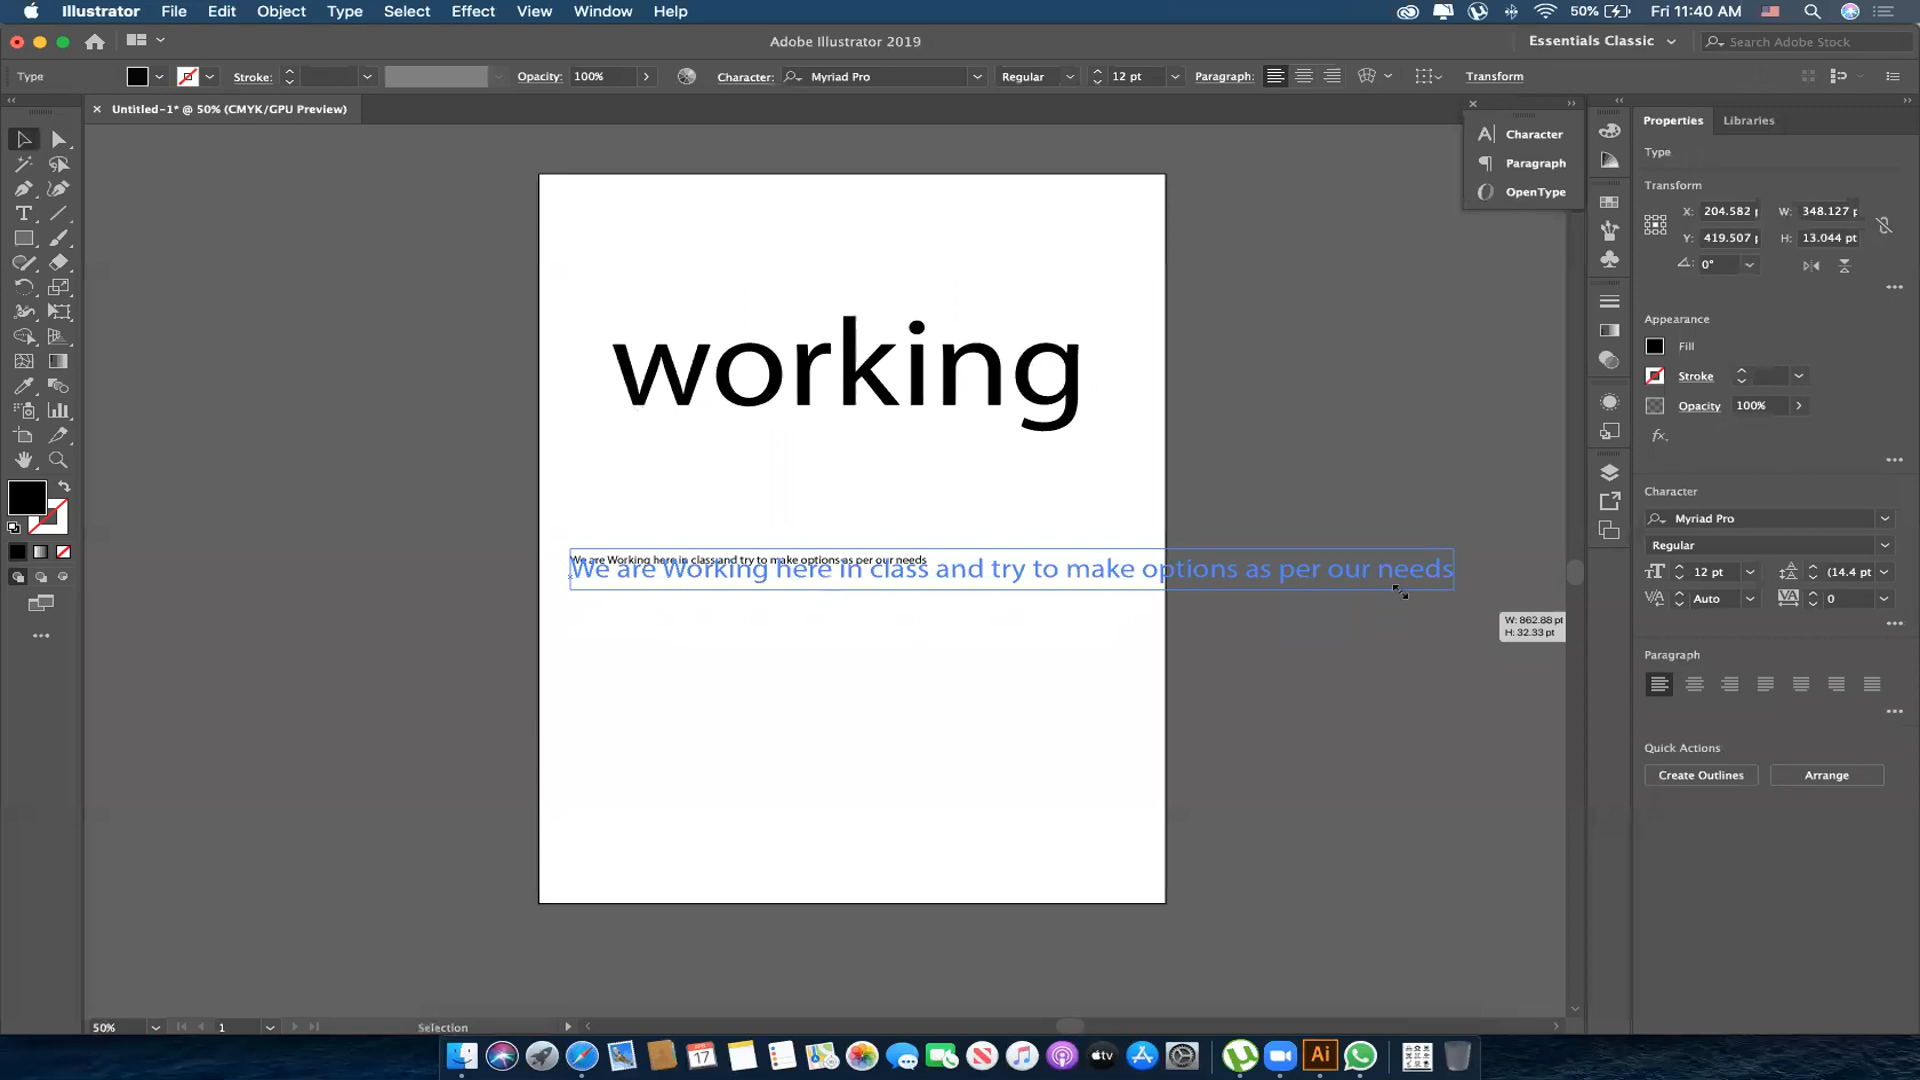 Illustrator File Edit Object Type Select Effect View Window Help
50% Fri 11:40 AM
Adobe Illustrator 2019
Essentials Classic
Search Adobe Stock
Type Stroke: Opacity: 100% Character: Myriad Pro Regular 12 pt Paragraph: Transform
Untitled-1* @ 50% (CMYK/GPU Preview)
Character
Paragraph
OpenType
Properties Libraries
Type
Transform
X: 204.582 W: 348.127
Y: 419.507 H: 13.044 pt
0°
Appearance
Fill
Stroke
Opacity 100%
fx
Character
Myriad Pro
Regular
12 pt (14.4 pt
Auto 0
Paragraph
Quick Actions
Create Outlines Arrange
working
We are Working here in class and try to make options as per our needs
We are Working here in class and try to make options as per our needs
W: 862.88 pt
H: 32.33 pt
50% 1 Selection
17
tv
Ai